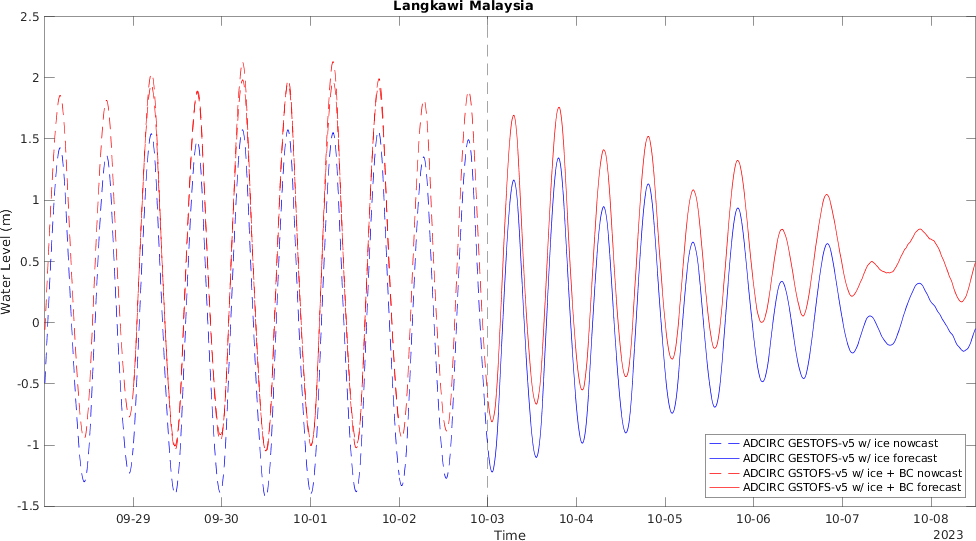 Langkawi Malaysia
2.5
2
1.5
1
0.5
0
-0.5
-1
-1.5
Water Level (m)
09-29 09-30 10-01 10-02 10-03 10-04 10-05 10-06 10-07 10-08
Time
2023
ADCIRC GESTOFS-v5 w/ ice nowcast
ADCIRC GESTOFS-v5 w/ ice forecast
ADCIRC GSTOFS-v5 w/ ice + BC nowcast
ADCIRC GSTOFS-v5 w/ ice + BC forecast